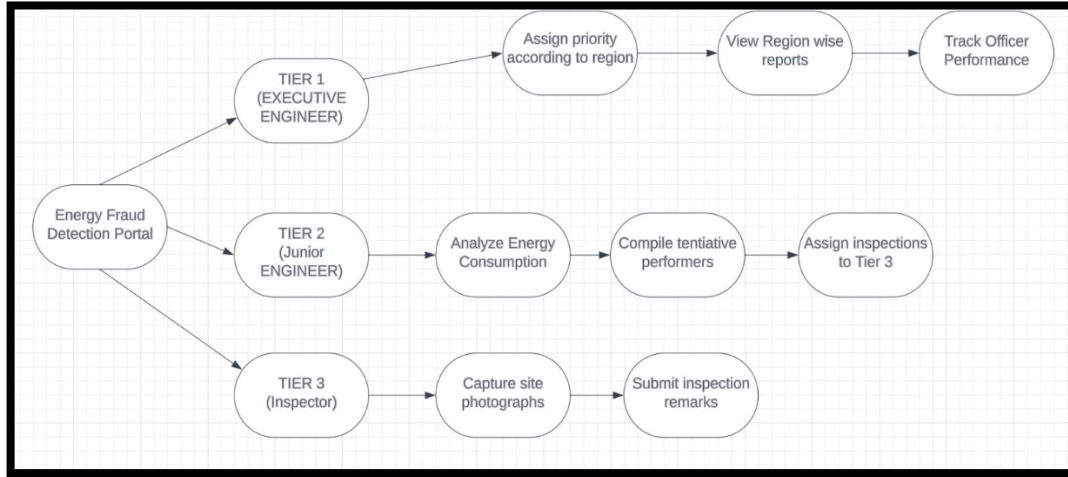 Assign priority
according to region
View Region wise
reports
Track Officer
Performance
TIER 1
(EXECUTIVE
ENGINEER)
Energy Fraud
Detection Portal
TIER 2
(Junior
ENGINEER)
Analyze Energy
Consumption
Compile tentiative
performers
Assign inspections
to Tier 3
TIER 3
(Inspector)
Capture site
photographs
Submit inspection
remarks